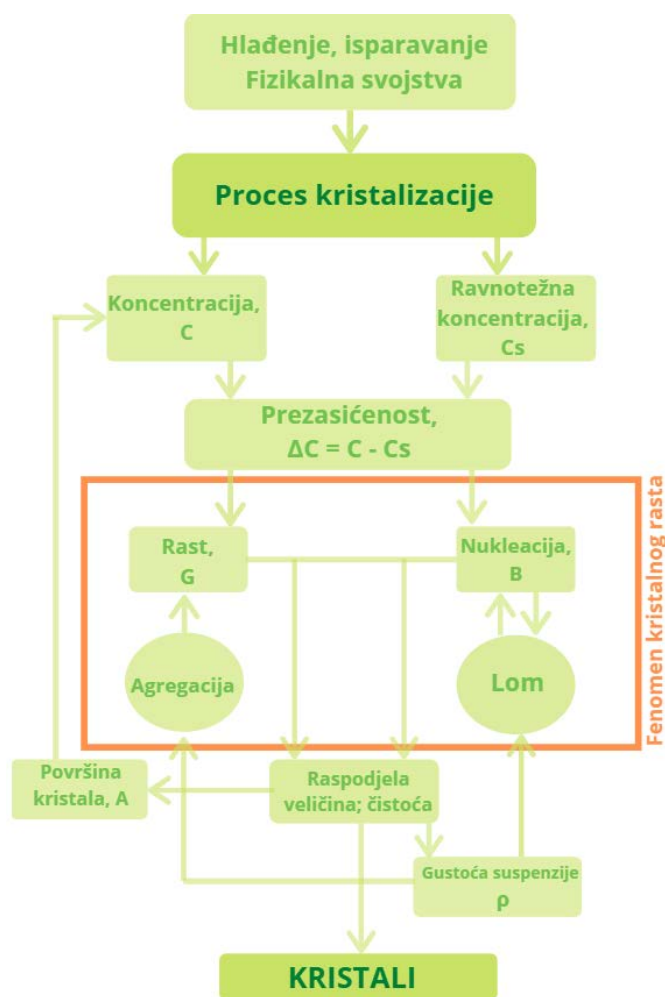 Hlađenje, isparavanje
Fizikalna svojstva
Proces kristalizacije
Koncentracija,
C
Ravnotežna
koncentracija,
Cs
Prezasićenost,
ΔC = C - Cs
Rast,
G
Nukleacija,
B
Agregacija
Lom
Fenomen kristalnog rasta
Površina
kristala, A
Raspodjela
veličina; čistoća
Gustoća suspenzije
ρ
KRISTALI